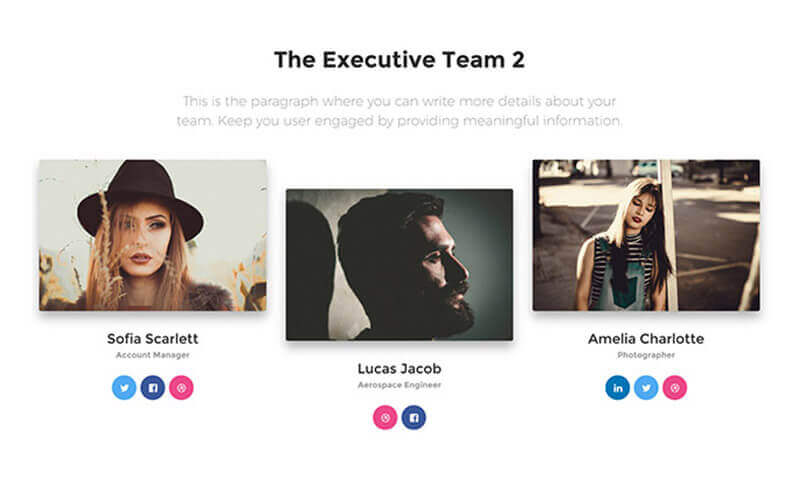 The Executive Team 2
This is the paragraph where you can write more details about your
team. Keep you user engaged by providing meaningful information.
Sofia Scarlett
Account Manager
Lucas Jacob
Aerospace Engineer
Amelia Charlotte
Photographer
in